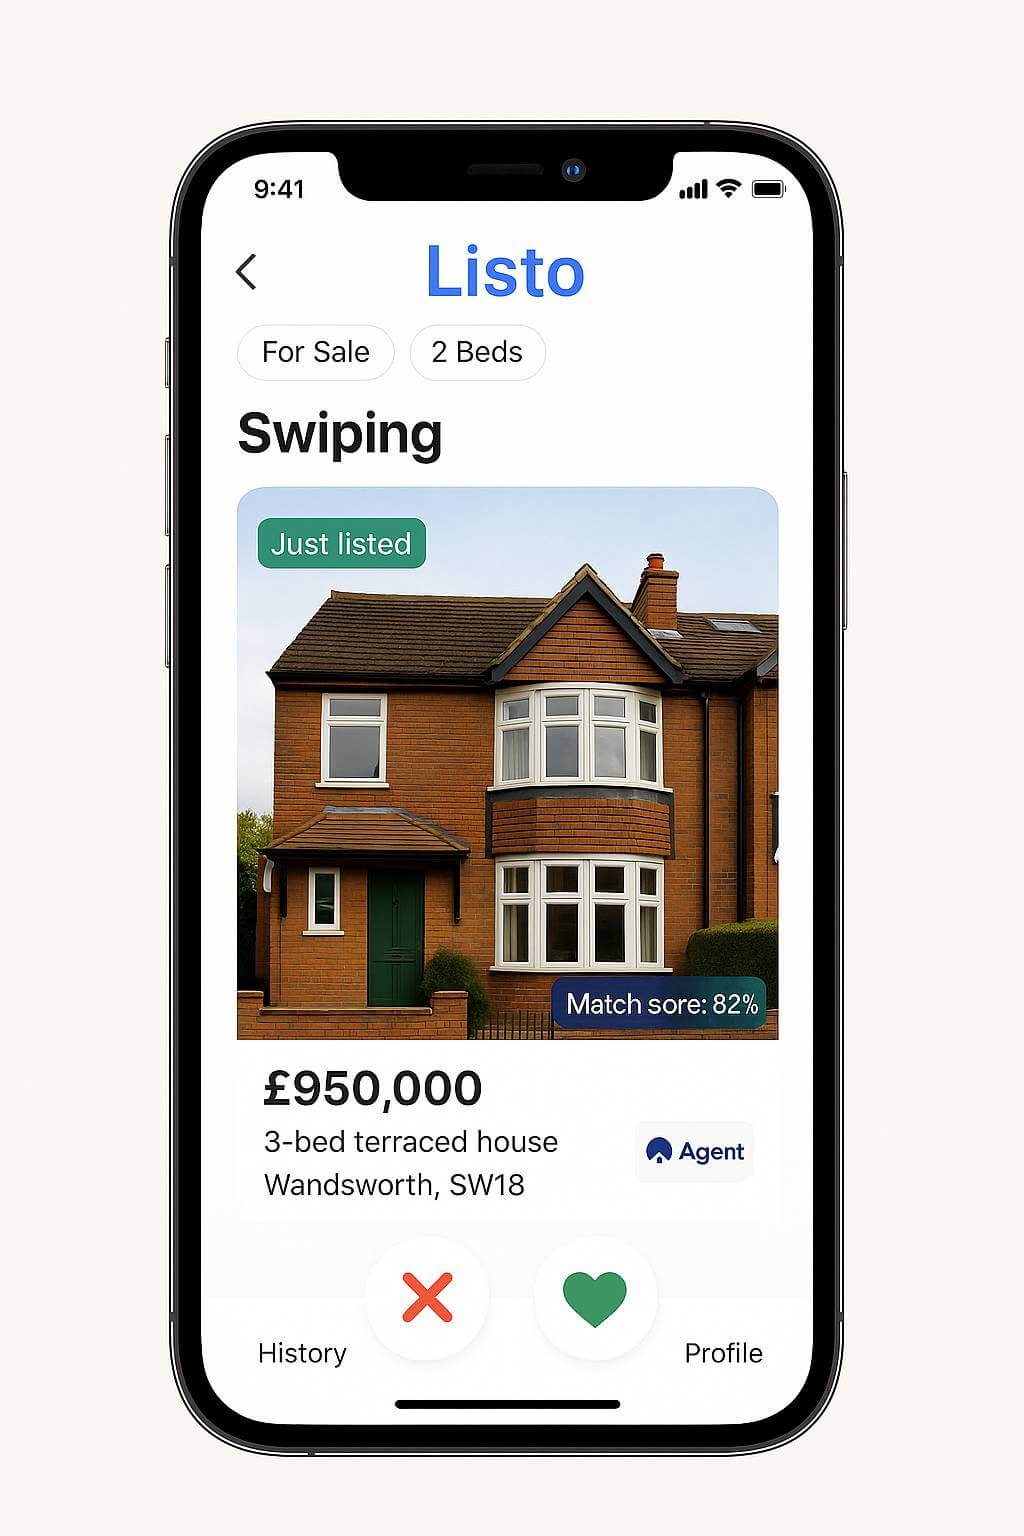 9:41
Listo
For Sale
2 Beds
Swiping
Just listed
Match sore: 82%
£950,000
3-bed terraced house
Wandsworth, SW18
Agent
History
Profile